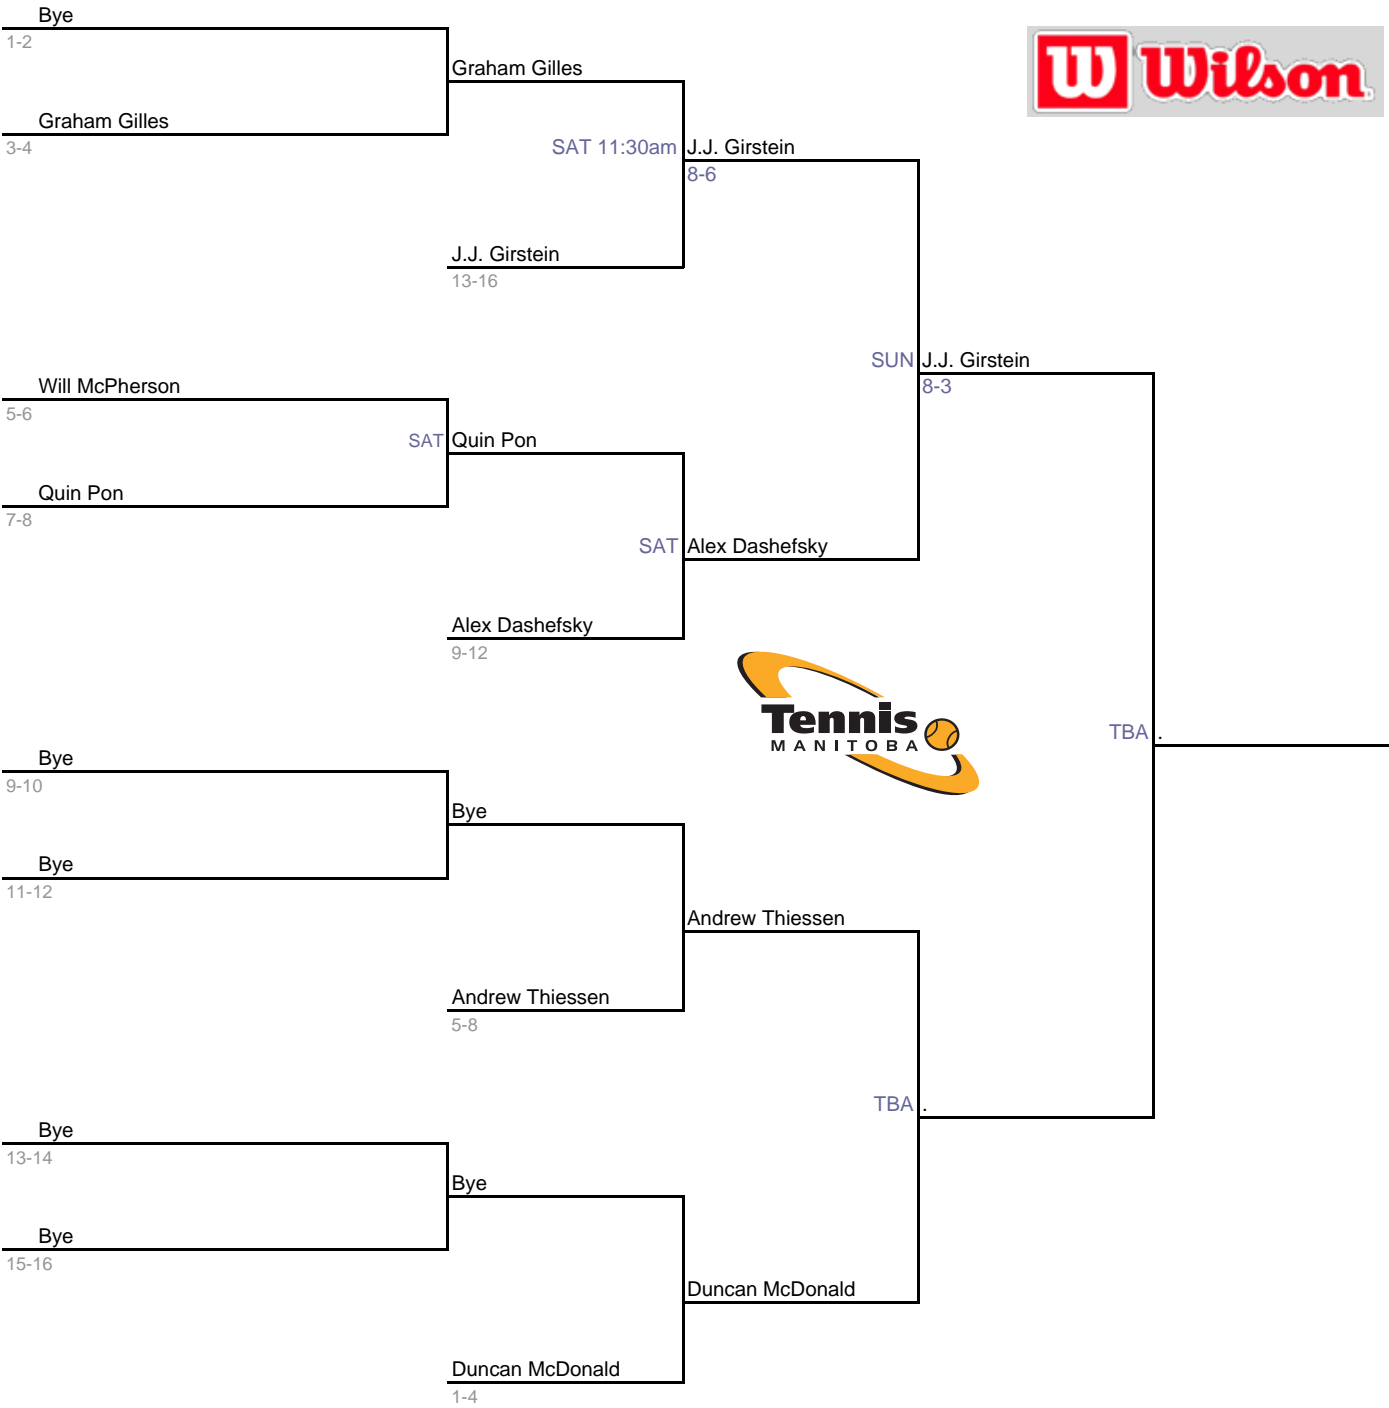 Bye
1-2
Graham Gilles
W Wilson
Graham Gilles
3-4
SAT 11:30am J.J. Girstein
8-6
J.J. Girstein
13-16
SUN J.J. Girstein
8-3
Will McPherson
5-6
SAT Quin Pon
Quin Pon
7-8
SAT Alex Dashefsky
Alex Dashefsky
9-12
Tennis
MANITOBA
TBA .
Bye
9-10
Bye
Bye
11-12
Andrew Thiessen
Andrew Thiessen
5-8
TBA .
Bye
13-14
Bye
Bye
15-16
Duncan McDonald
Duncan McDonald
1-4